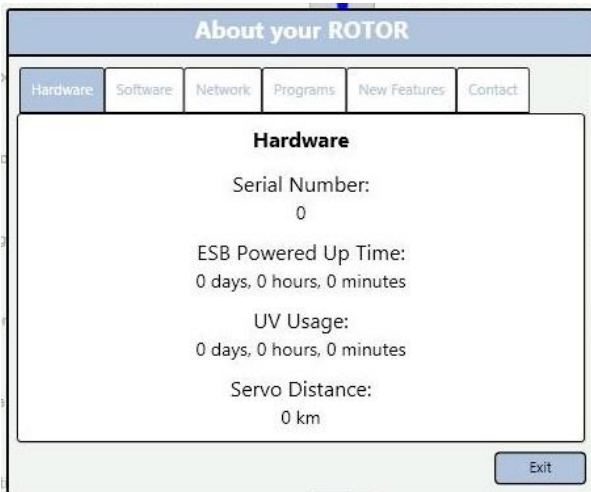 About your ROTOR
Hardware Software Network Programs New Features Contact
Hardware
Serial Number:
0
ESB Powered Up Time:
0 days, 0 hours, 0 minutes
UV Usage:
0 days, 0 hours, 0 minutes
Servo Distance:
0 km
Exit